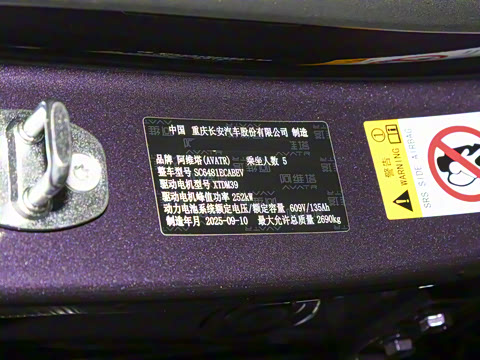 中国 重庆长安汽车股份有限公司 制造
品牌 阿维塔(AVATR) 乘坐人数 5
整车型号 SC6481ECABEV
驱动电机型号 XTDM39
驱动电机峰值功率 252kW
动力电池系统额定电压/额定容量 609V/135Ah
制造年月 2025-09-10 最大允许总质量 2690kg
警告
WARNING
SRS SIDE AIRBAG